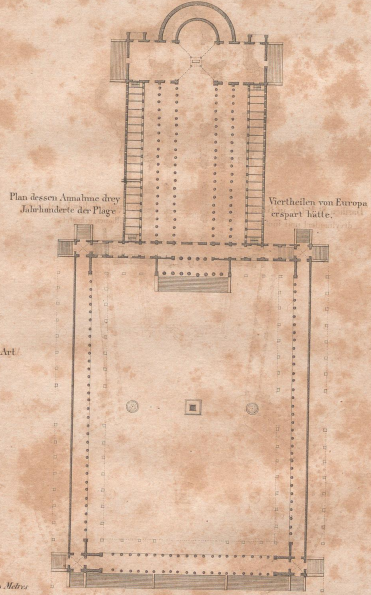 Plan dessen Annahme drey Viertheilen von Europa
Jahrhunderte der Plage erspart hätte.
Art
Metres